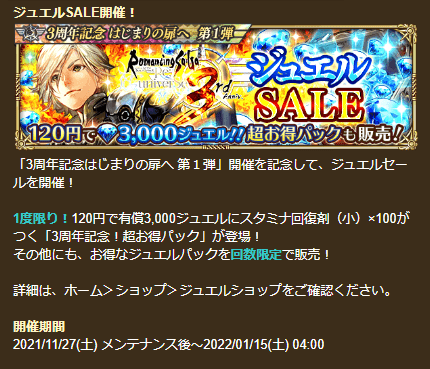 ジュエルSALE開催！
3周年記念 はじまりの扉へ 第1弾
Romancing SaGa
Re
universe
3rd
Anniv.
ジュエル
SALE
120円で3,000ジュエル!!超お得パックも販売！
「3周年記念はじまりの扉へ 第１弾」開催を記念して、ジュエルセー
ルを開催！
1度限り！120円で有償3,000ジュエルにスタミナ回復剤（小）×100が
つく「3周年記念！超お得パック」が登場！
その他にも、お得なジュエルパックを回数限定で販売！
詳細は、ホーム＞ショップ＞ジュエルショップをご確認ください。
開催期間
2021/11/27(土) メンテナンス後～2022/01/15(土) 04:00